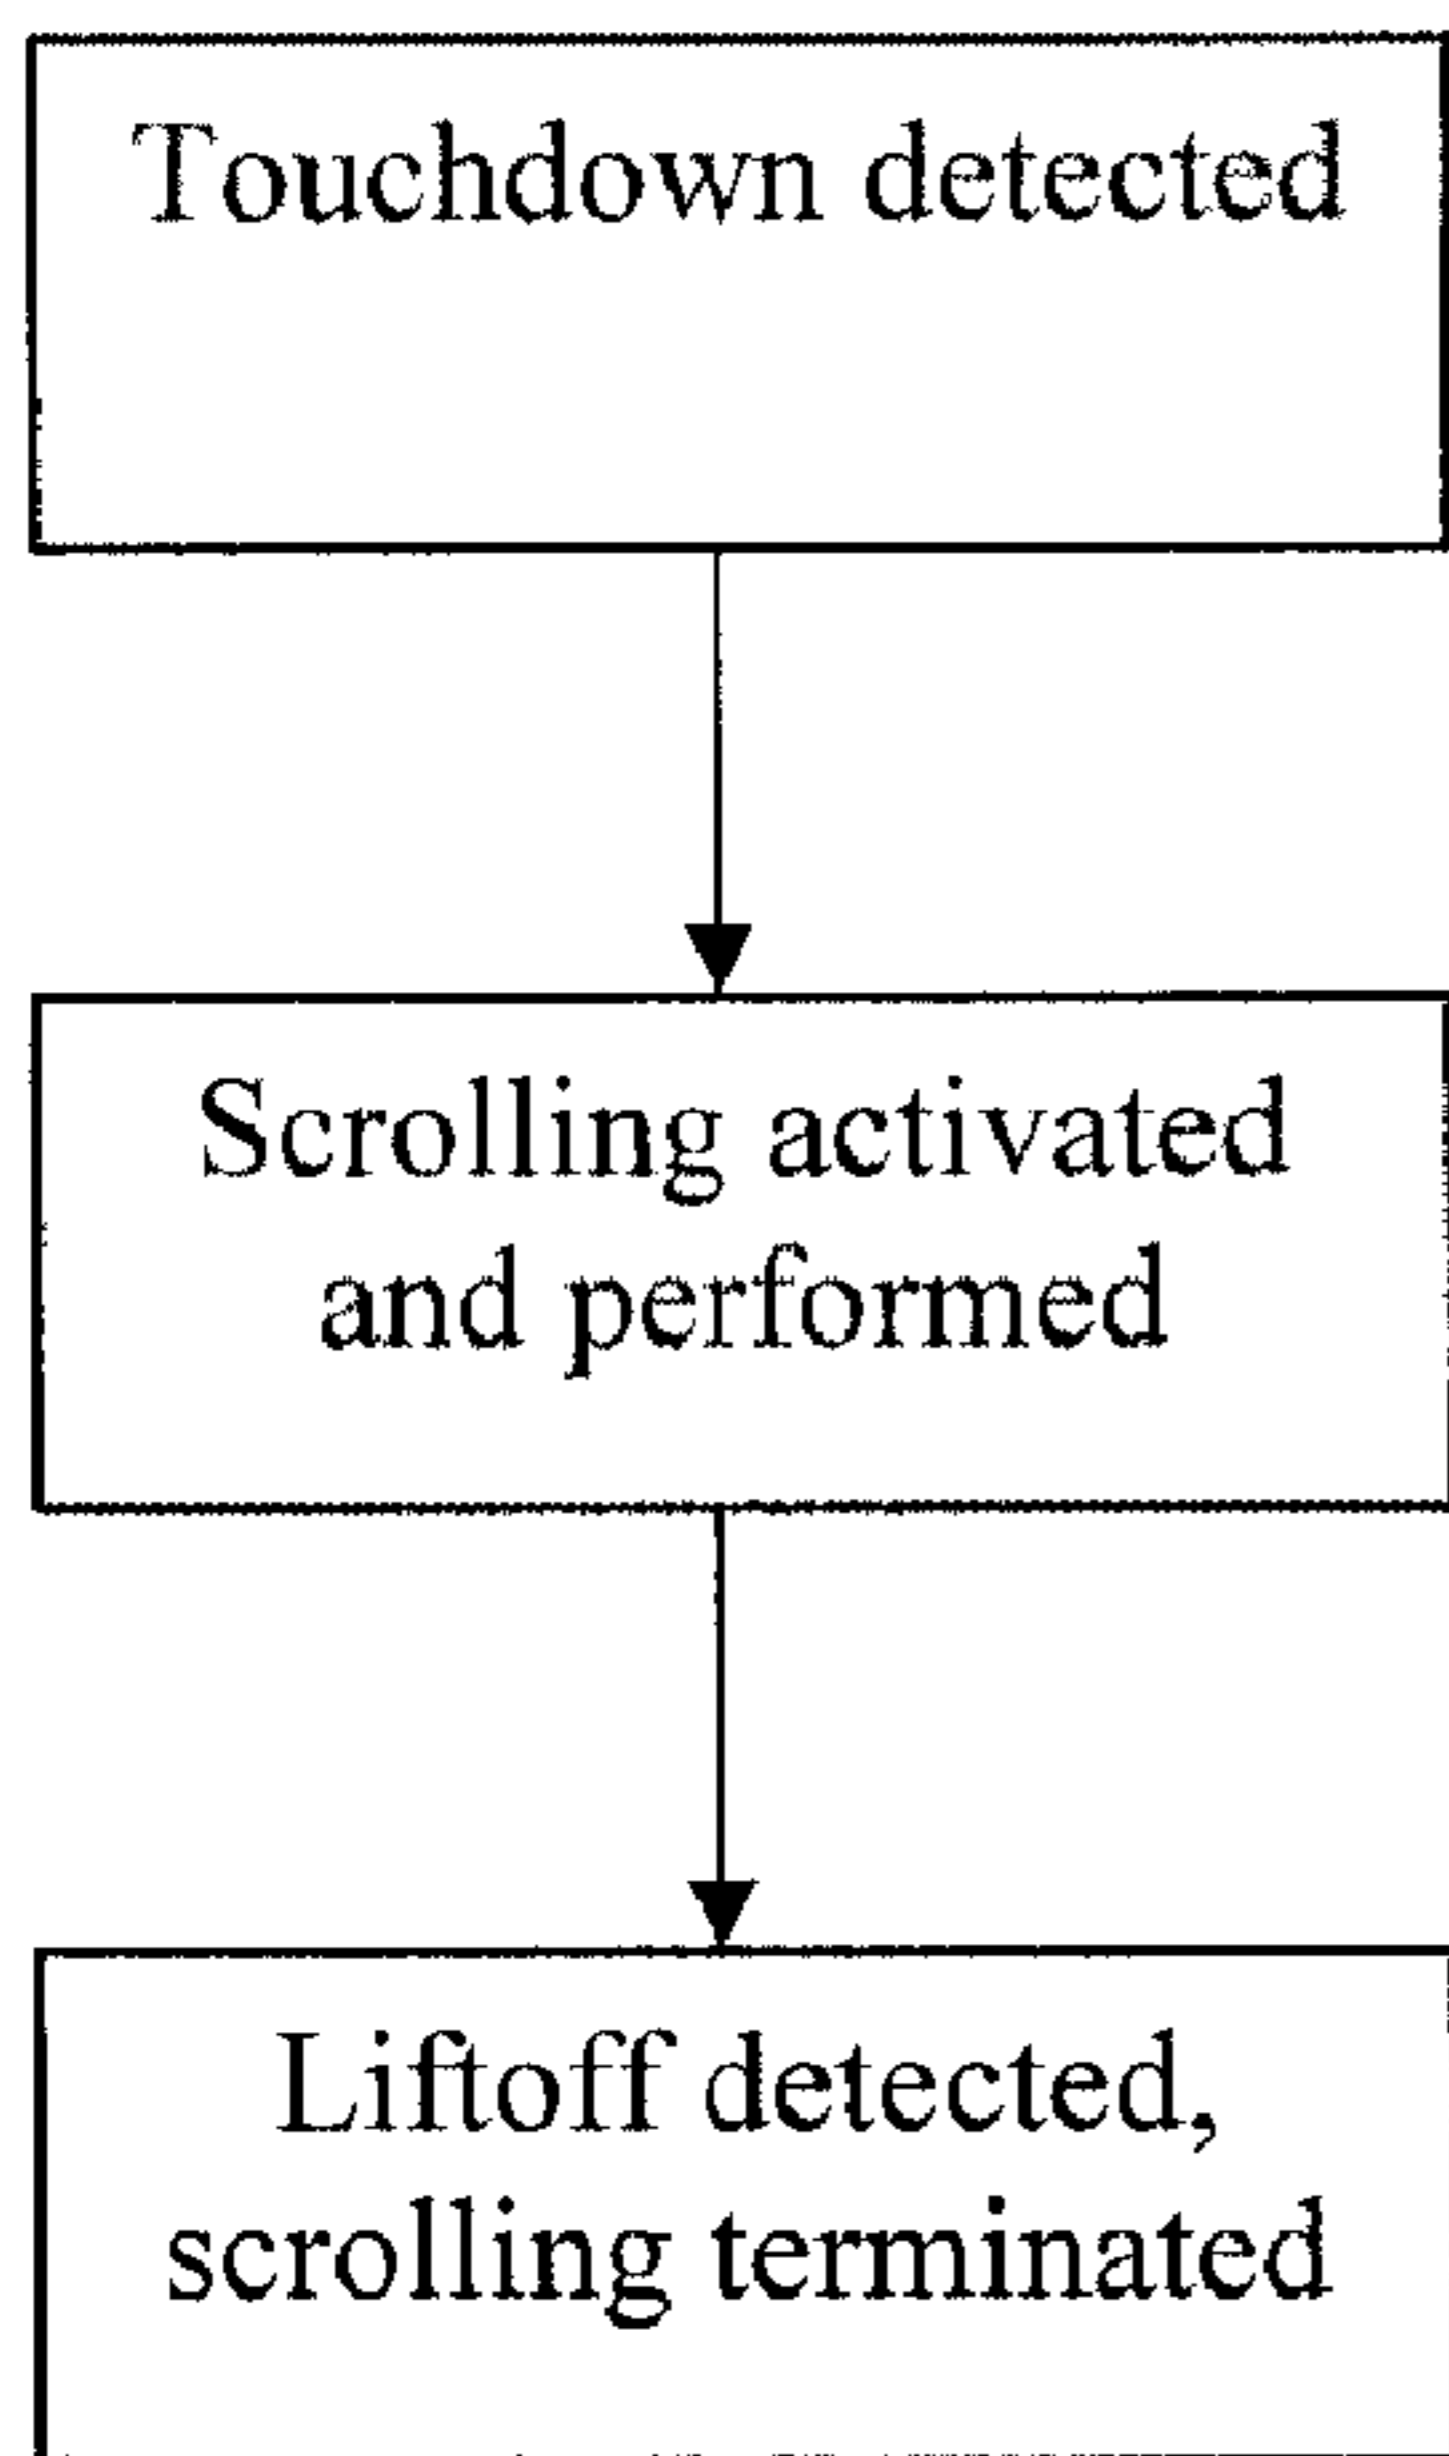 Touchdown detected
Scrolling activated
and performed
Liftoff detected,
scrolling terminated